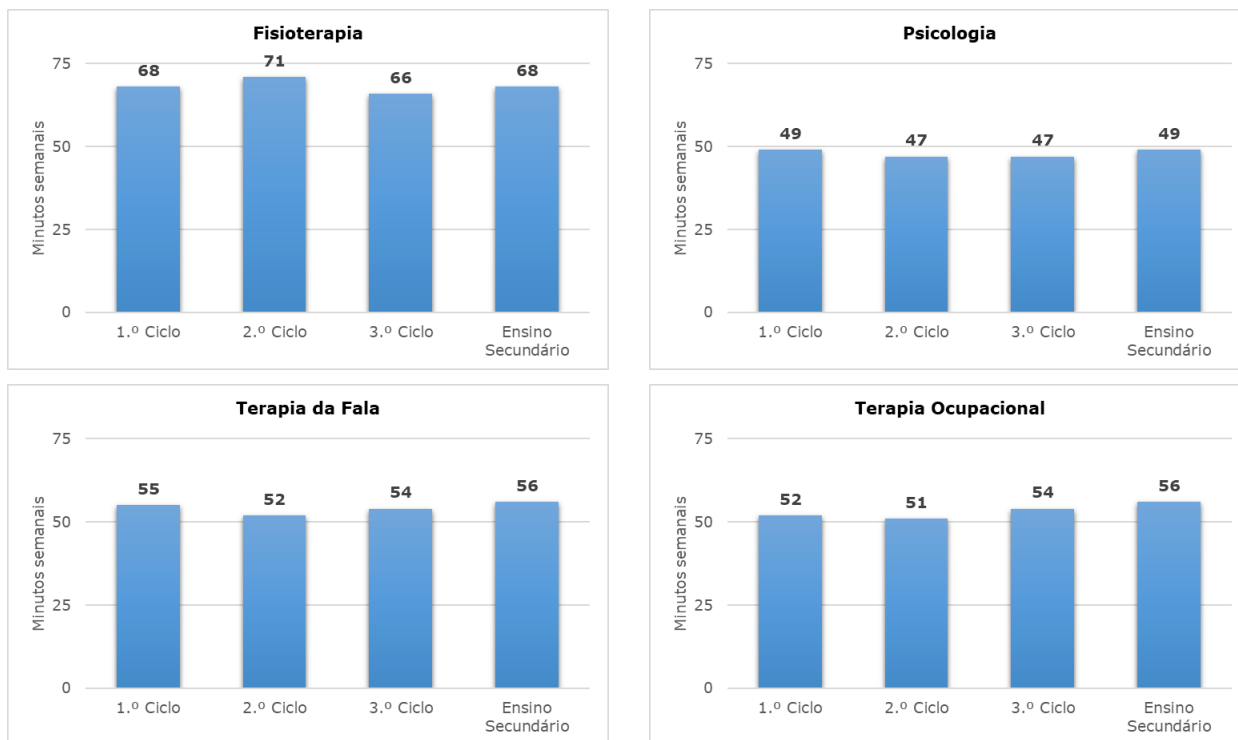 Fisioterapia
Minutos semanais
75
50
25
0
68
71
66
68
1.º Ciclo
2.º Ciclo
3.º Ciclo
Ensino
Secundário
Psicologia
Minutos semanais
75
50
25
0
49
47
47
49
1.º Ciclo
2.º Ciclo
3.º Ciclo
Ensino
Secundário
Terapia da Fala
Minutos semanais
75
50
25
0
55
52
54
56
1.º Ciclo
2.º Ciclo
3.º Ciclo
Ensino
Secundário
Terapia Ocupacional
Minutos semanais
75
50
25
0
52
51
54
56
1.º Ciclo
2.º Ciclo
3.º Ciclo
Ensino
Secundário